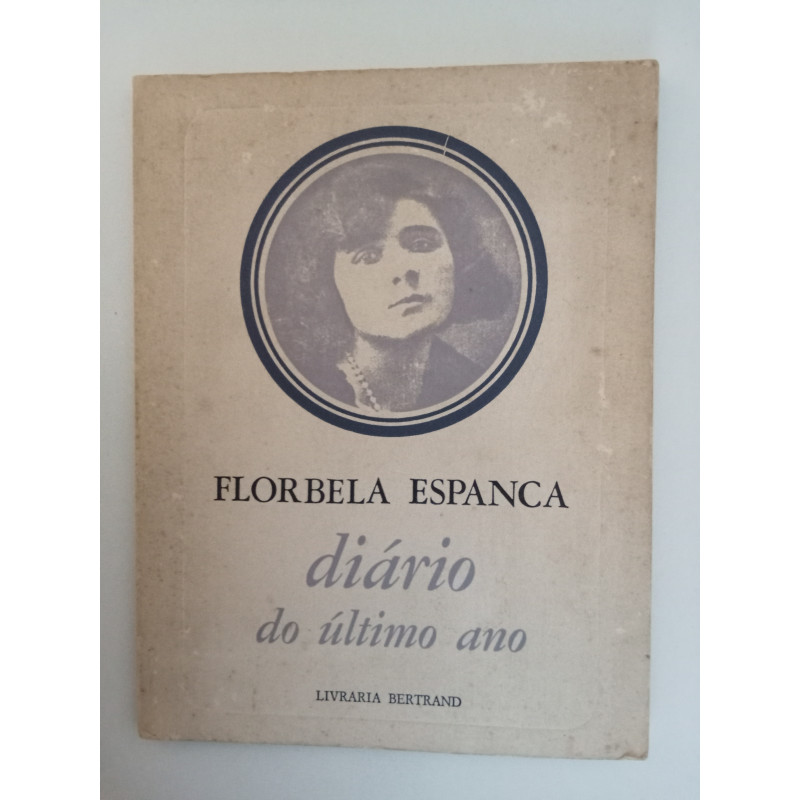 FLORBELA ESPANCA
diário
do último ano
LIVRARIA BERTRAND